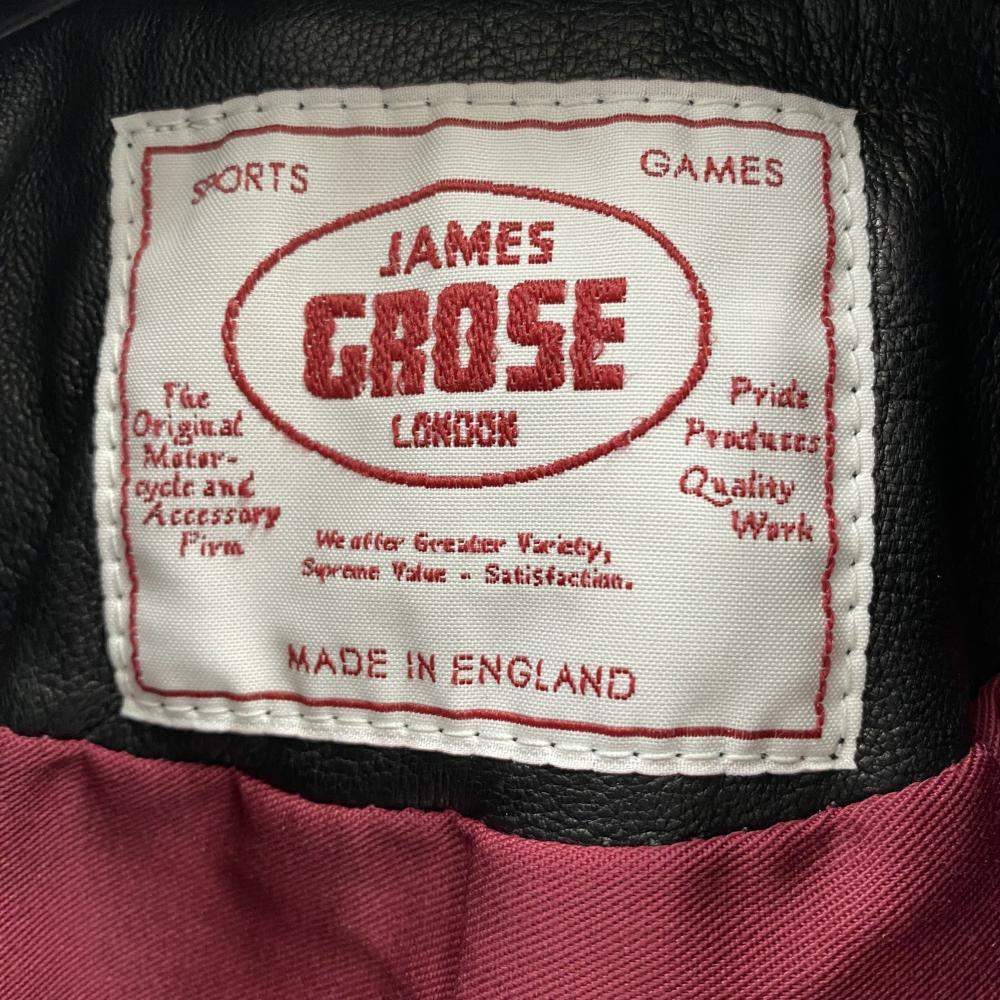 SPORTS
GAMES
JAMES
GROSE
LONDON
The
Original
Motor-
cycle and
Accessory
Firm
Pride
Produces
Quality
Work
We offer Greater Variety,
Supreme Value - Satisfaction.
MADE IN ENGLAND